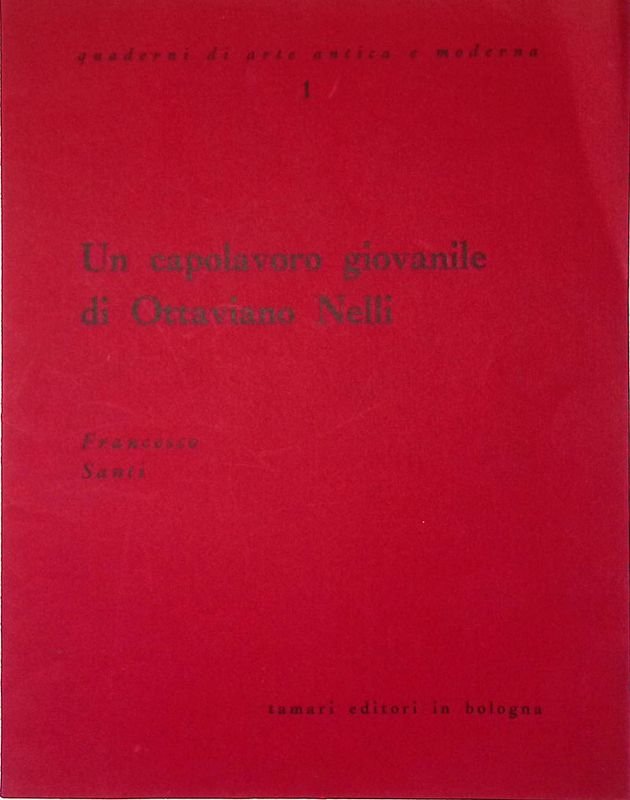 quaderni di arte antica e moderna
1
Un capolavoro giovanile
di Ottaviano Nelli
Francesco
Santi
tamari editori in bologna